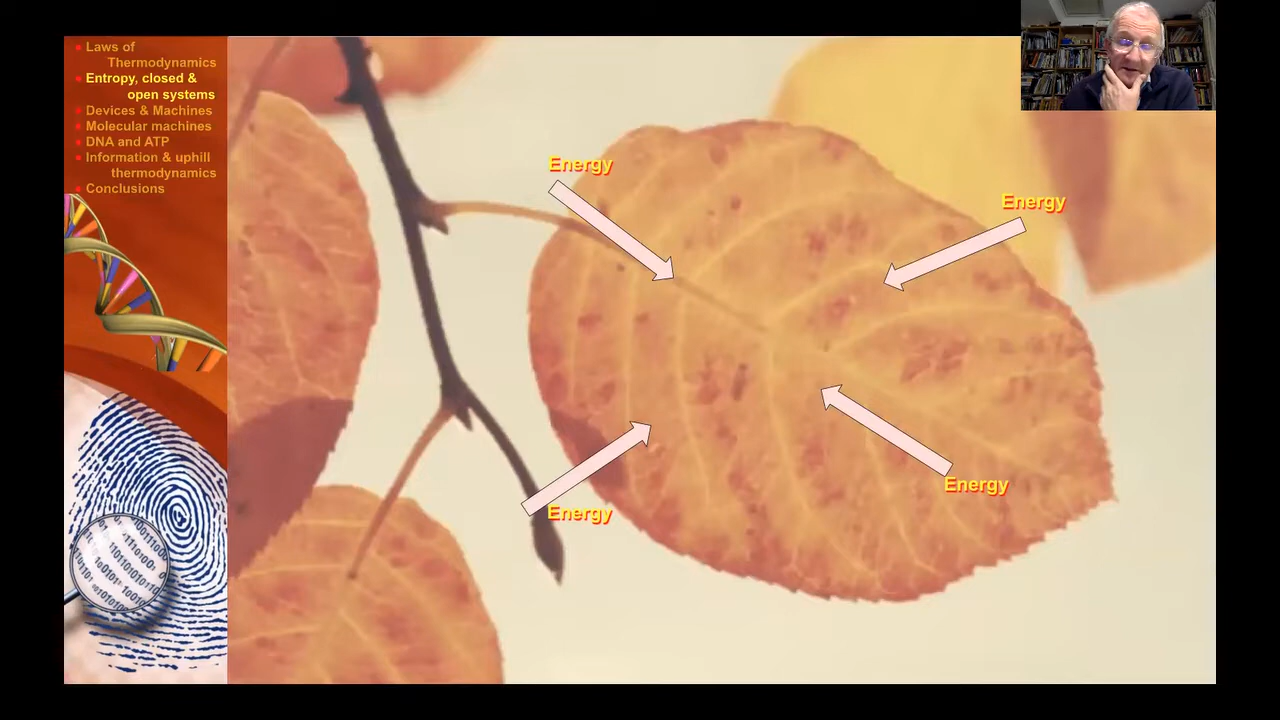 Laws of
Thermodynamics
Entropy, closed &
open systems
Devices & Machines
Molecular machines
DNA and ATP
Information & uphill
thermodynamics
Conclusions
Energy
Energy
Energy
Energy